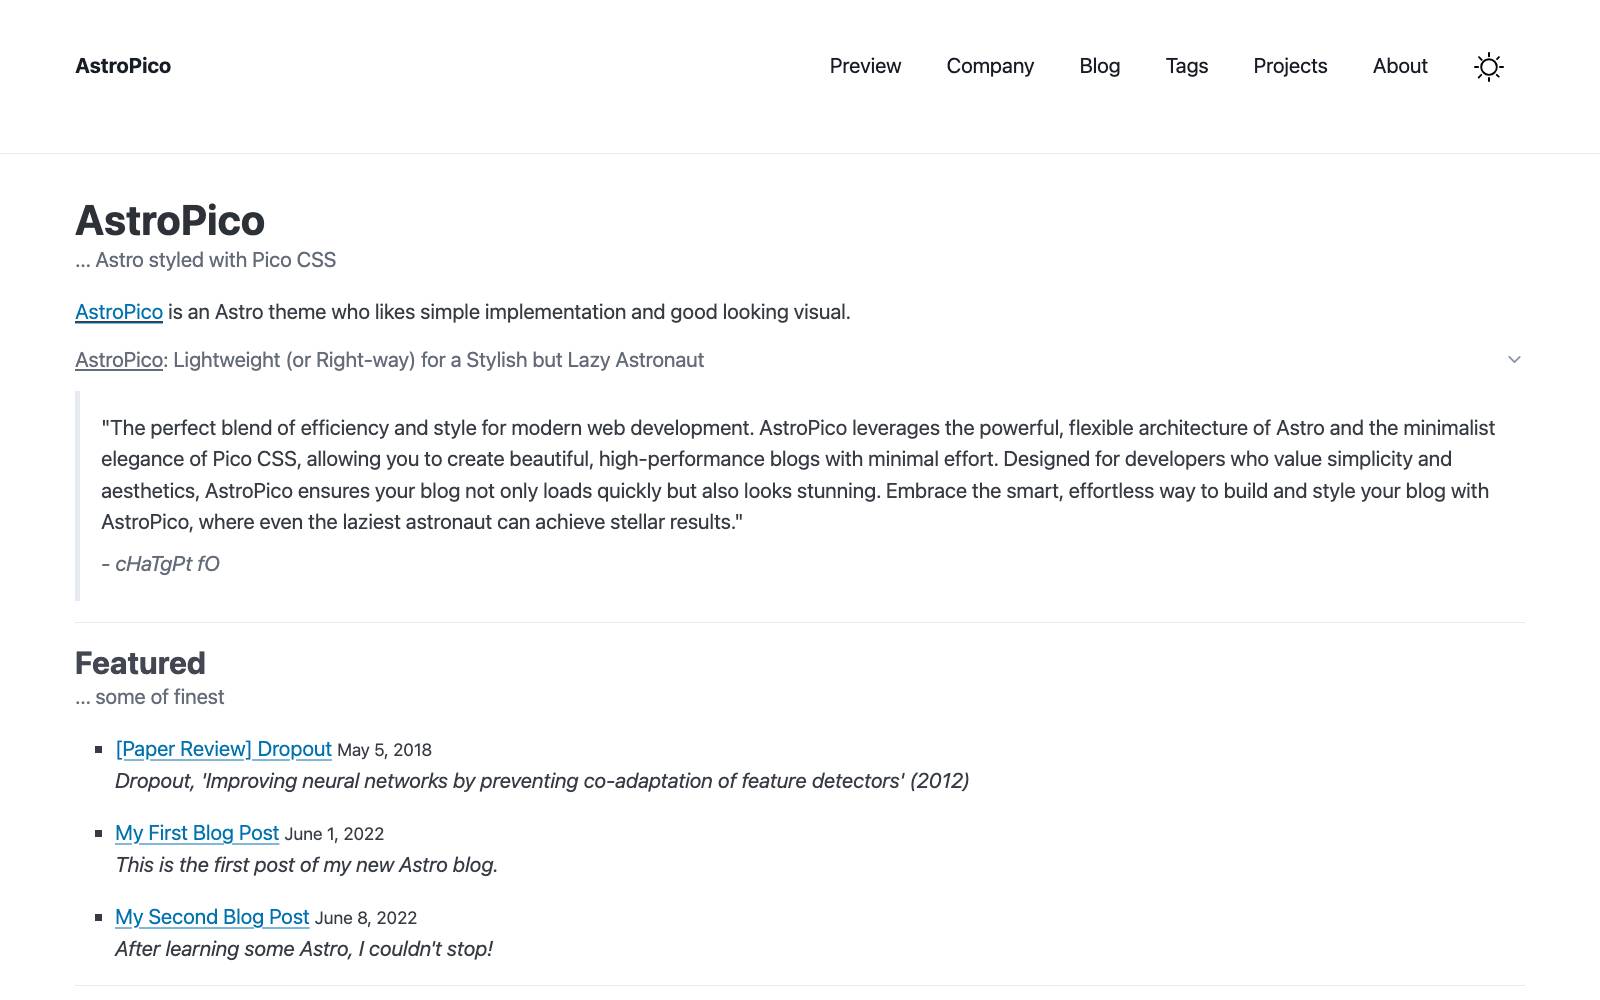 AstroPico
Preview Company Blog Tags Projects About
AstroPico
... Astro styled with Pico CSS
AstroPico is an Astro theme who likes simple implementation and good looking visual.
AstroPico: Lightweight (or Right-way) for a Stylish but Lazy Astronaut
"The perfect blend of efficiency and style for modern web development. AstroPico leverages the powerful, flexible architecture of Astro and the minimalist
elegance of Pico CSS, allowing you to create beautiful, high-performance blogs with minimal effort. Designed for developers who value simplicity and
aesthetics, AstroPico ensures your blog not only loads quickly but also looks stunning. Embrace the smart, effortless way to build and style your blog with
AstroPico, where even the laziest astronaut can achieve stellar results."
- cHaTgPt fO
Featured
... some of finest
[Paper Review] Dropout May 5, 2018
Dropout, 'Improving neural networks by preventing co-adaptation of feature detectors' (2012)
My First Blog Post June 1, 2022
This is the first post of my new Astro blog.
My Second Blog Post June 8, 2022
After learning some Astro, I couldn't stop!